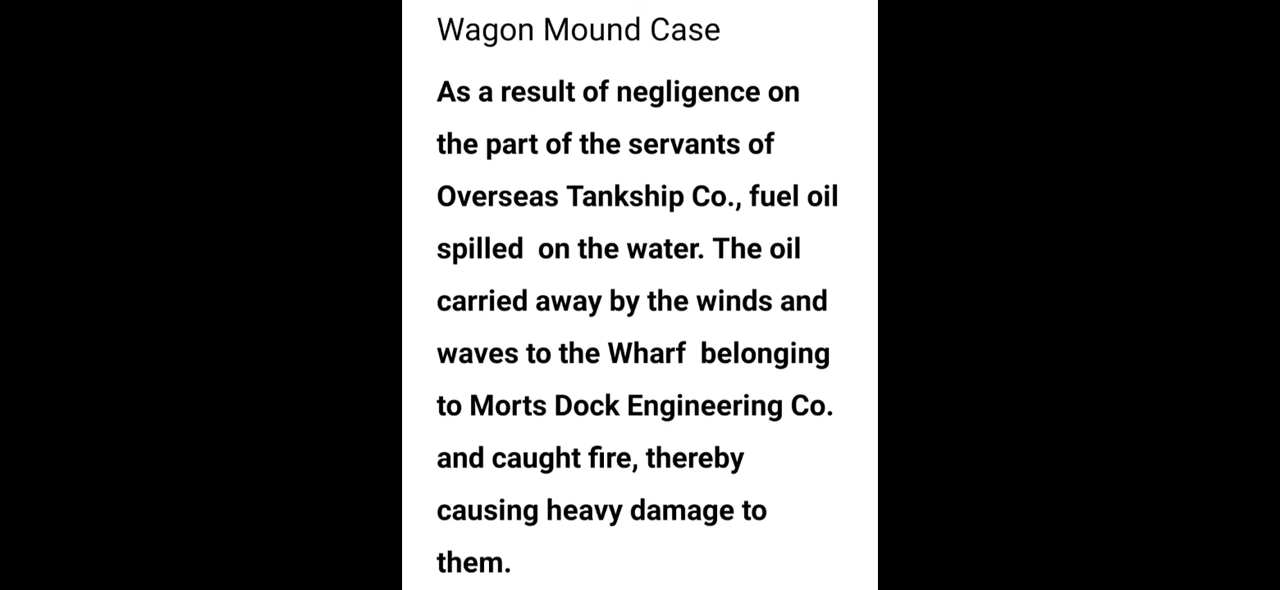 Wagon Mound Case
As a result of negligence on
the part of the servants of
Overseas Tankship Co., fuel oil
spilled  on the water. The oil
carried away by the winds and
waves to the Wharf  belonging
to Morts Dock Engineering Co.
and caught fire, thereby
causing heavy damage to
them.